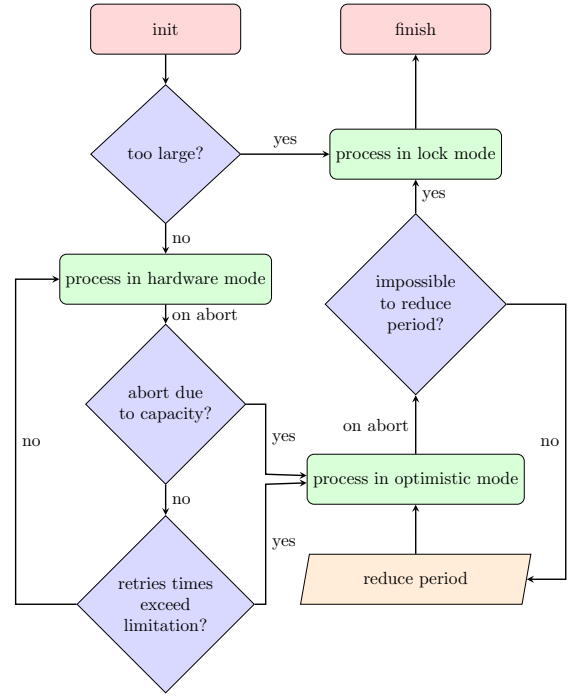 init
finish
too large?
yes
process in lock mode
no
yes
process in hardware mode
on abort
impossible
to reduce
period?
abort due
to capacity?
yes
on abort
no
no
no
process in optimistic mode
yes
retries times
exceed
limitation?
reduce period